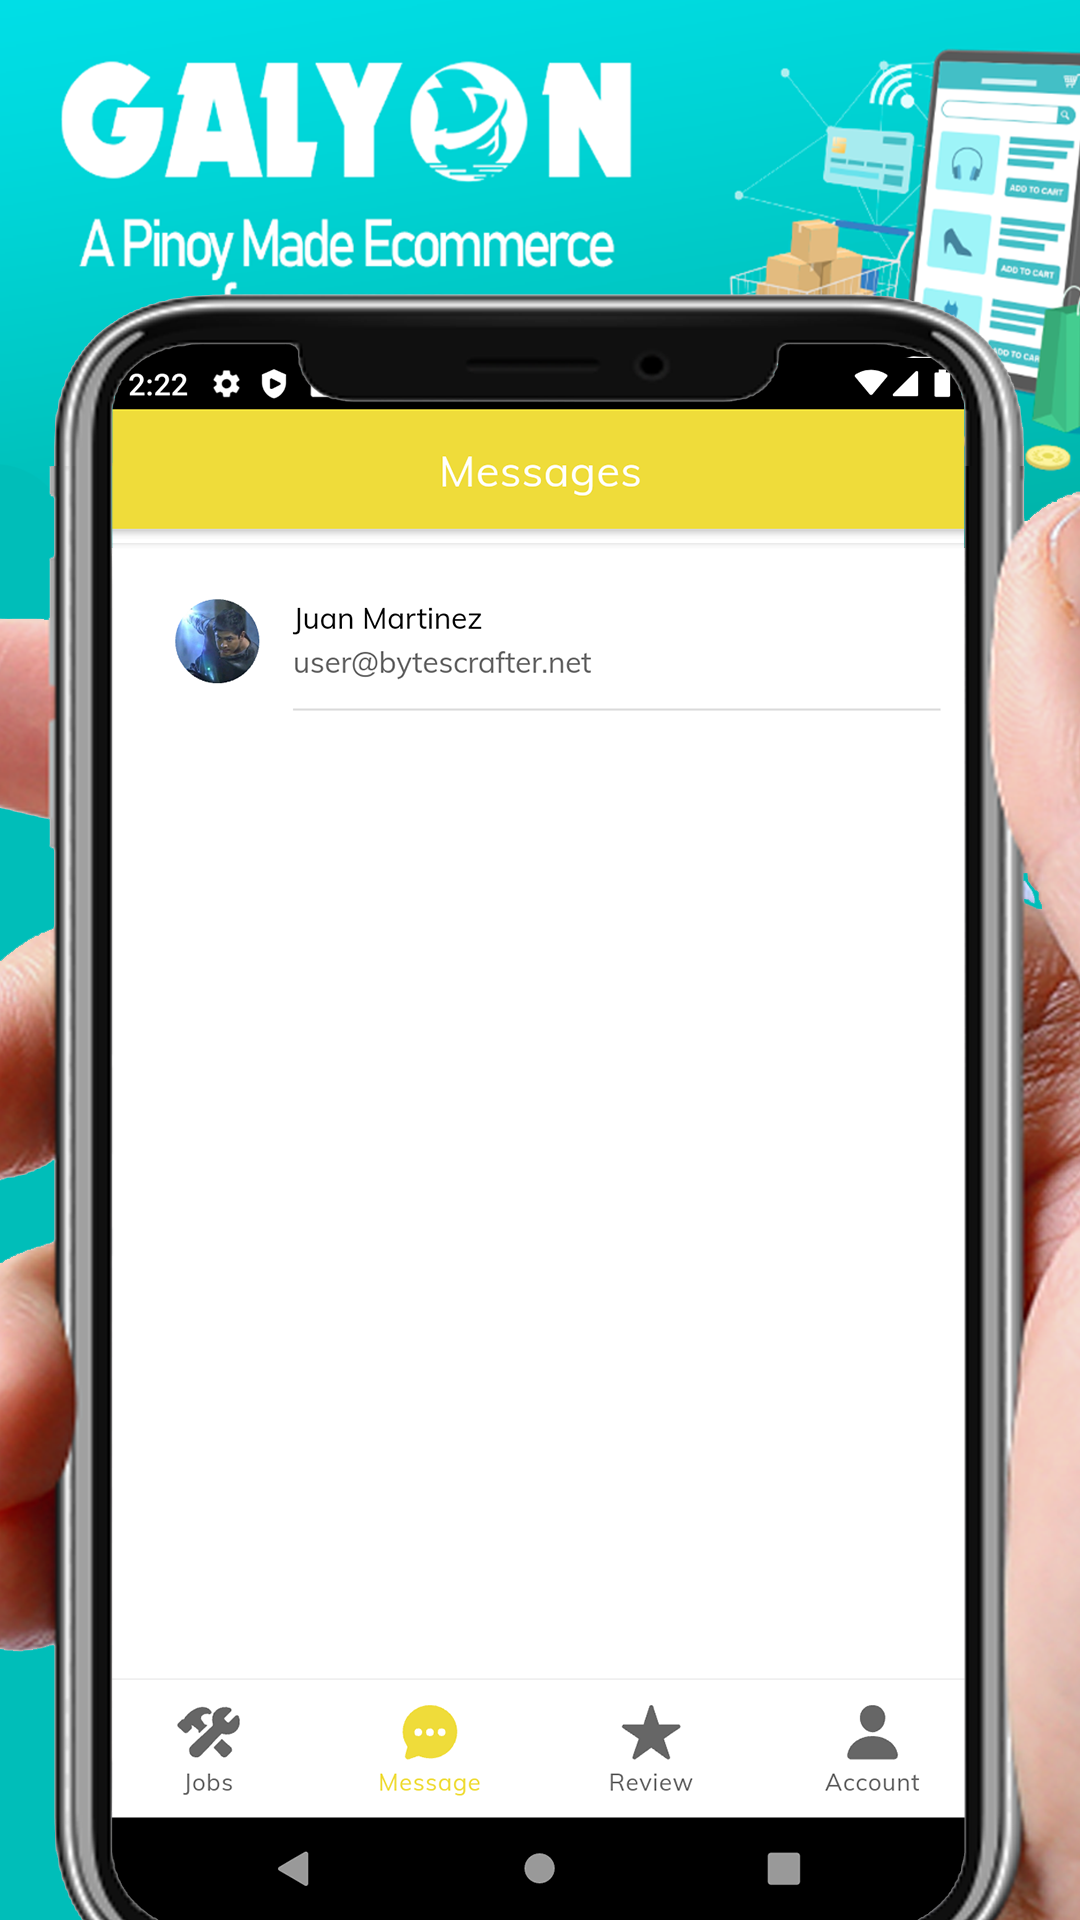 GALYON
A Pinoy Made Ecommerce
ADD TO CART
ADD TO CART
ADD TO CAR
2:22
Messages
Juan Martinez
user@bytescrafter.net
Jobs
Message
Review
Account